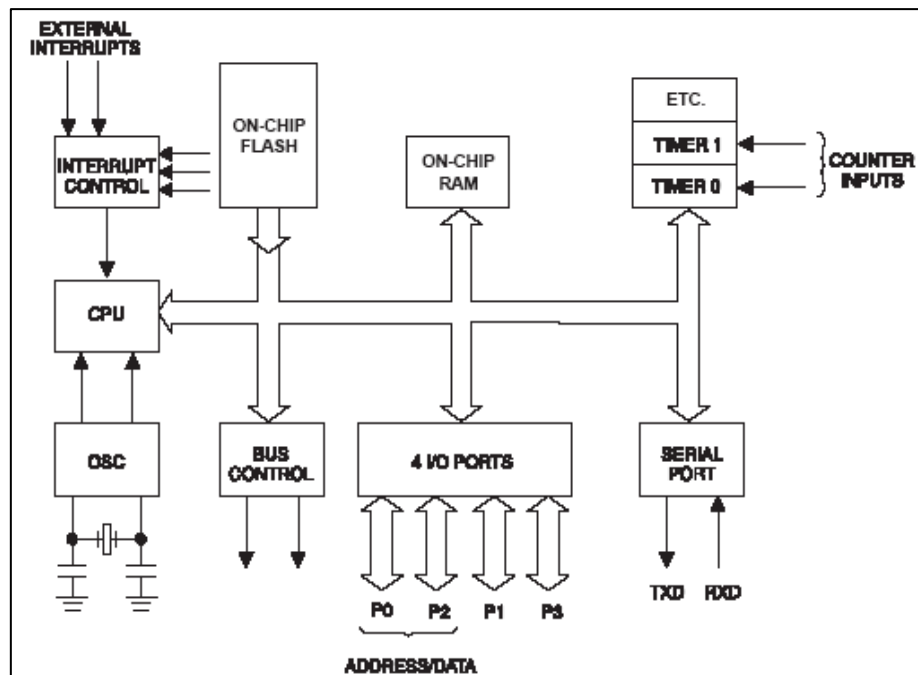 EXTERNAL
INTERRUPTS
INTERRUPT
CONTROL
ON-CHIP
FLASH
ON-CHIP
RAM
ETC.
TIMER 1
TIMER 0
COUNTER
INPUTS
CPU
OSC
BUS
CONTROL
4 I/O PORTS
SERIAL
PORT
P0 P2 P1 P3
TXD RXD
ADDRESS/DATA